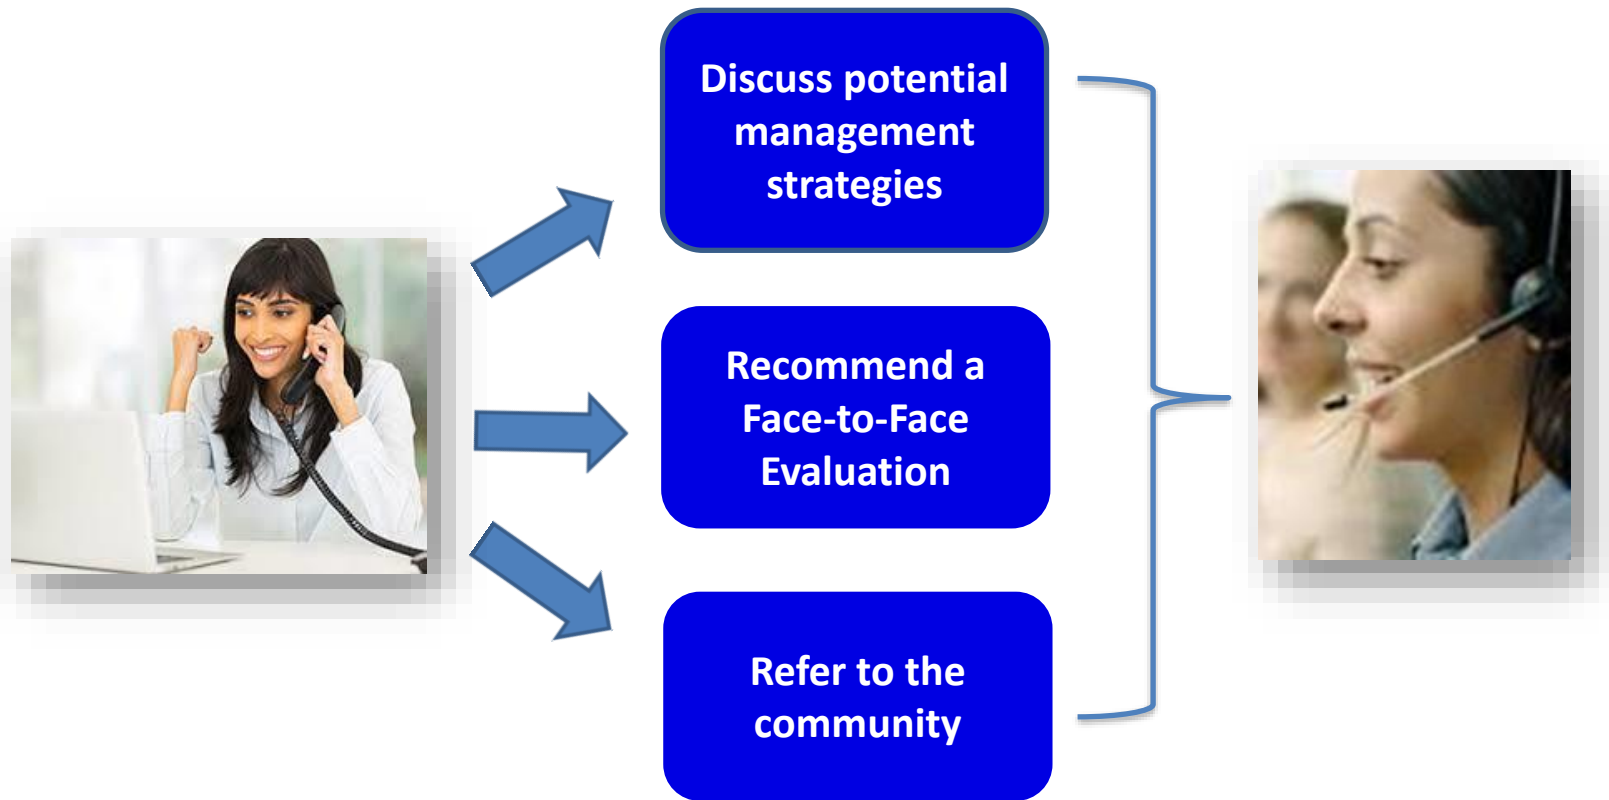 Discuss potential
management
strategies
Recommend a
Face-to-Face
Evaluation
Refer to the
community